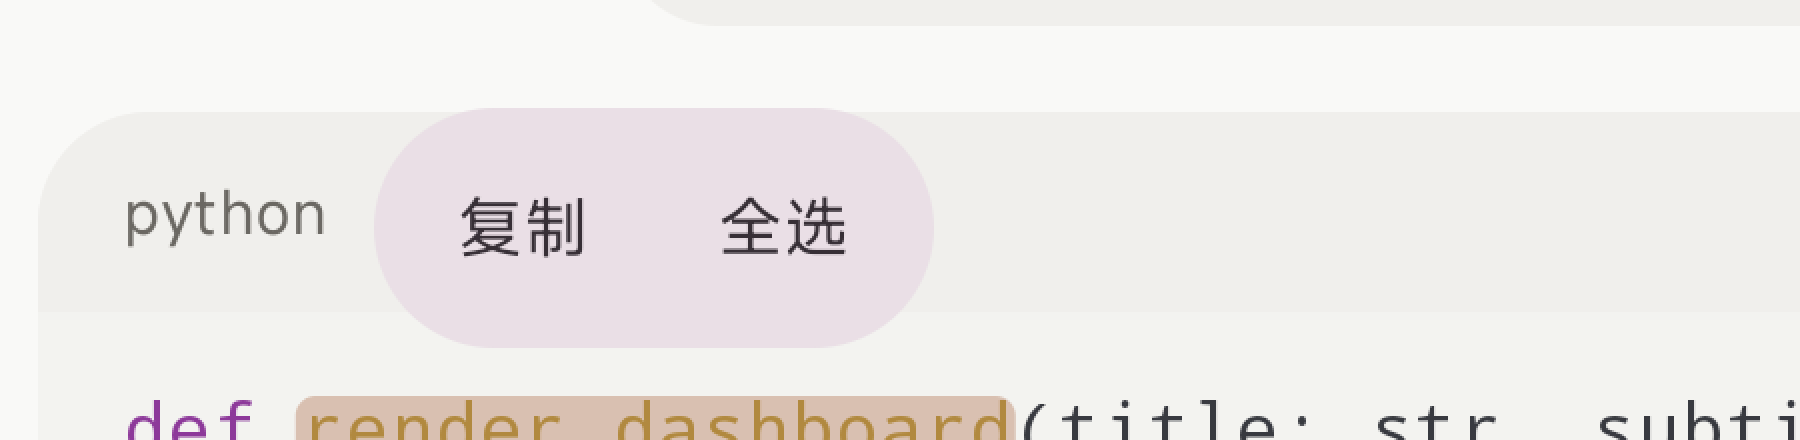 python 复制 全选
def render_dashboard(title: str, subti